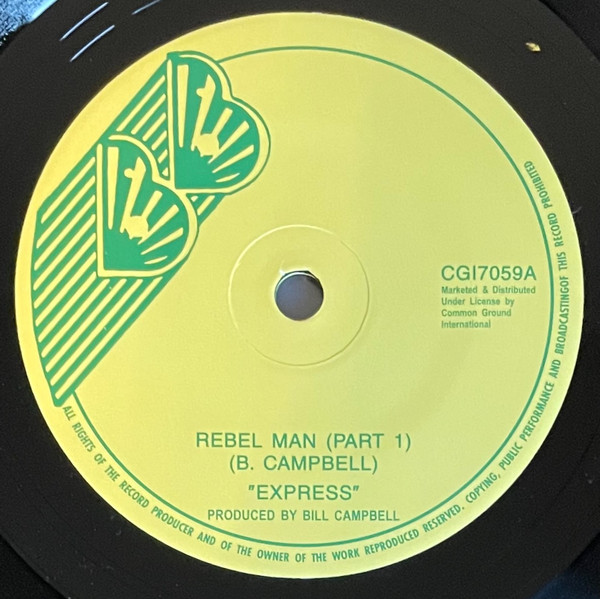 CGI7059A
Marketed & Distributed
Under License by
Common Ground
International
REBEL MAN (PART 1)
(B. CAMPBELL)
"EXPRESS"
PRODUCED BY BILL CAMPBELL
ALL RIGHTS OF THE RECORD PRODUCER AND OF THE OWNER OF THE WORK REPRODUCED RESERVED. COPYING, PUBLIC PERFORMANCE AND BROADCASTINGOF THIS RECORD PROHIBITED